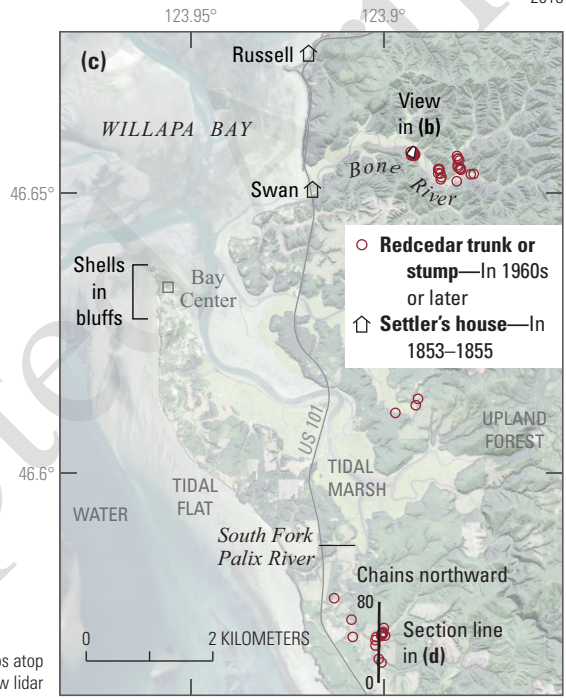 2018
123.95° 123.9°
(c)
Russell
View
in (b)
WILLAPA BAY
Bone
River
46.65°
Swan
Redcedar trunk or
stump—In 1960s
or later
Settler's house—In
1853–1855
Shells
in
bluffs
Bay
Center
US 101
UPLAND
FOREST
46.6°
TIDAL
FLAT
TIDAL
MARSH
WATER
South Fork
Palix River
Chains northward
80
0 2 KILOMETERS
Section line
in (d)
0
s atop
w lidar